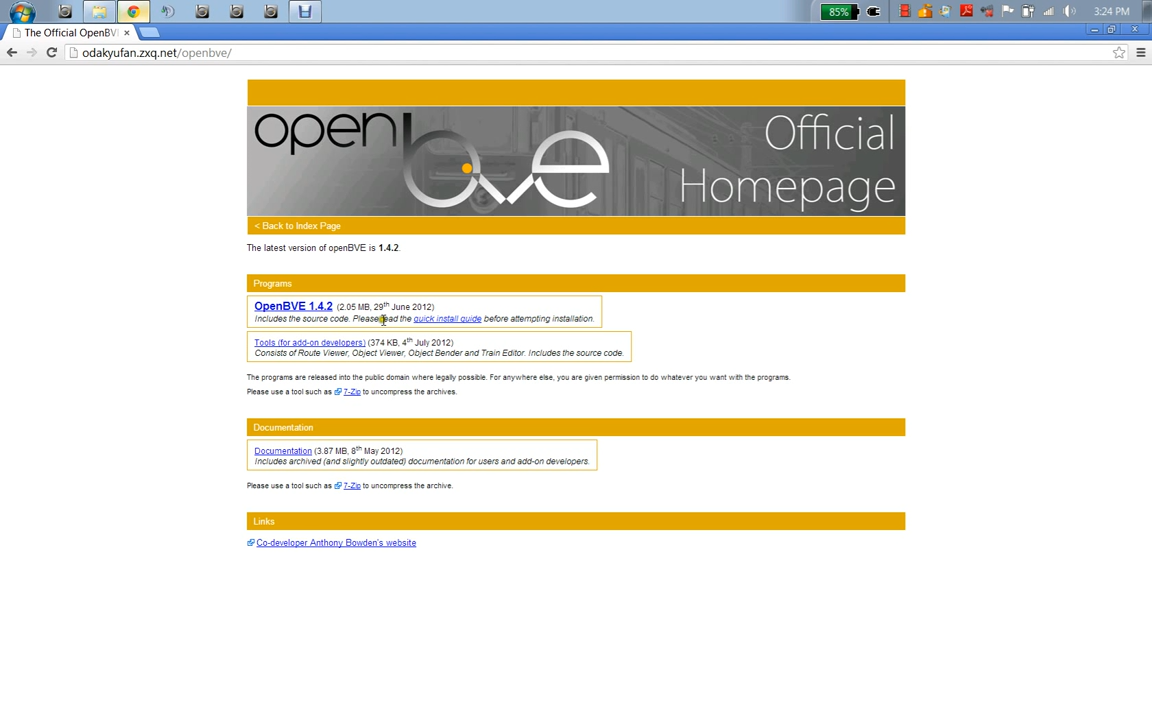 85%
3:24 PM
The Official OpenBV
odakyufan.zxq.net/openbve/
openbve
Official
Homepage
< Back to Index Page
The latest version of openBVE is 1.4.2.
Programs
OpenBVE 1.4.2 (2.05 MB, 29th June 2012)
Includes the source code. Please read the quick install guide before attempting installation.
Tools (for add-on developers) (374 KB, 4th July 2012)
Consists of Route Viewer, Object Viewer, Object Bender and Train Editor. Includes the source code.
The programs are released into the public domain where legally possible. For anywhere else, you are given permission to do whatever you want with the programs.
Please use a tool such as 7-Zip to uncompress the archives.
Documentation
Documentation (3.87 MB, 8th May 2012)
Includes archived (and slightly outdated) documentation for users and add-on developers.
Please use a tool such as 7-Zip to uncompress the archive.
Links
Co-developer Anthony Bowden's website